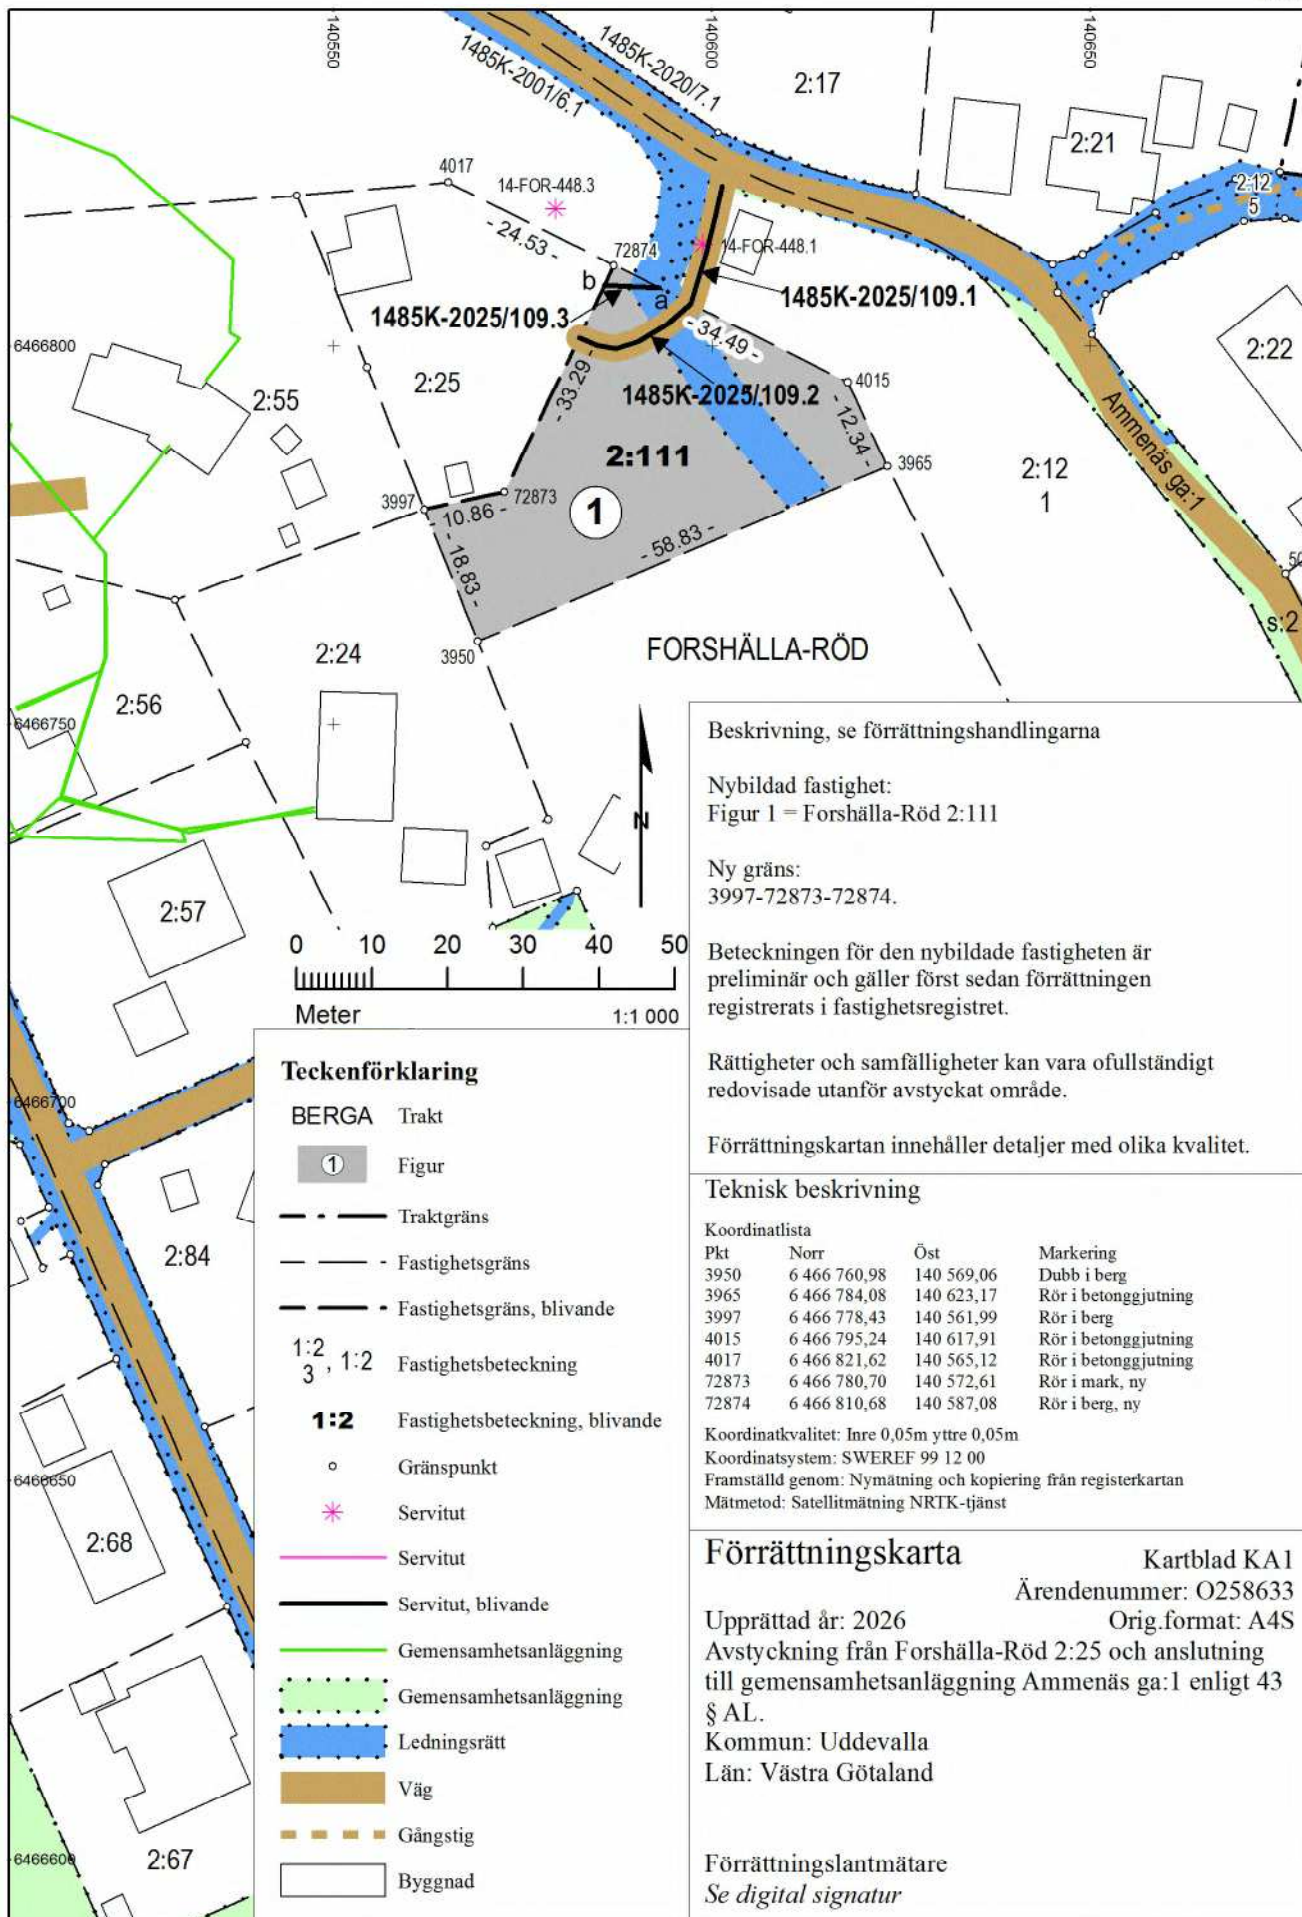 140550
140600
140650
1485K-2020/7.1
1485K-2001/6.1
2:17
2:21
2:12
5
4017
14-FOR-448.3
- 24.53 -
72874
14-FOR-448.1
b
a
1485K-2025/109.1
1485K-2025/109.3
- 34.49 -
6466800
2:22
2:25
- 33.29 -
1485K-2025/109.2
4015
2:55
- 12.34 -
Ammenäs ga:1
2:111
3965
2:12
1
3997
72873
- 10.86 -
1
- 58.83 -
- 18.83 -
50
s:2
3950
FORSHÄLLA-RÖD
2:24
2:56
6466750
N
2:57
0 10 20 30 40 50
Meter
1:1 000
6466700
2:84
6466650
2:68
6466600
2:67
Beskrivning, se förrättningshandlingarna
Nybildad fastighet:
Figur 1 = Forshälla-Röd 2:111
Ny gräns:
3997-72873-72874.
Beteckningen för den nybildade fastigheten är
preliminär och gäller först sedan förrättningen
registrerats i fastighetsregistret.
Rättigheter och samfälligheter kan vara ofullständigt
redovisade utanför avstyckat område.
Förrättningskartan innehåller detaljer med olika kvalitet.
Teckenförklaring
BERGA Trakt
1 Figur
Traktgräns
Fastighetsgräns
Fastighetsgräns, blivande
1:2
3 , 1:2 Fastighetsbeteckning
1:2 Fastighetsbeteckning, blivande
Gränspunkt
Servitut
Servitut
Servitut, blivande
Gemensamhetsanläggning
Gemensamhetsanläggning
Ledningsrätt
Väg
Gångstig
Byggnad
Teknisk beskrivning
Koordinatlista
Pkt Norr Öst Markering
3950 6 466 760,98 140 569,06 Dubb i berg
3965 6 466 784,08 140 623,17 Rör i betonggjutning
3997 6 466 778,43 140 561,99 Rör i berg
4015 6 466 795,24 140 617,91 Rör i betonggjutning
4017 6 466 821,62 140 565,12 Rör i betonggjutning
72873 6 466 780,70 140 572,61 Rör i mark, ny
72874 6 466 810,68 140 587,08 Rör i berg, ny
Koordinatkvalitet: Inre 0,05m yttre 0,05m
Koordinatsystem: SWEREF 99 12 00
Framställd genom: Nymätning och kopiering från registerkartan
Mätmetod: Satellitmätning NRTK-tjänst
Förrättningskarta
Kartblad KA1
Ärendenummer: O258633
Upprättad år: 2026 Orig.format: A4S
Avstyckning från Forshälla-Röd 2:25 och anslutning
till gemensamhetsanläggning Ammenäs ga:1 enligt 43
§ AL.
Kommun: Uddevalla
Län: Västra Götaland
Förrättningslantmätare
Se digital signatur